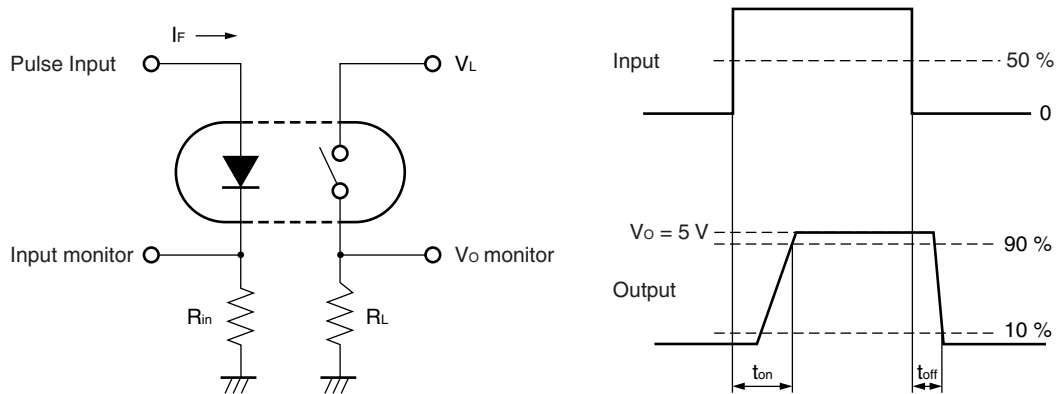 IF
Pulse Input
VL
Input monitor
VO monitor
Rin
RL
Input
50 %
0
VO = 5 V
90 %
Output
10 %
ton
toff